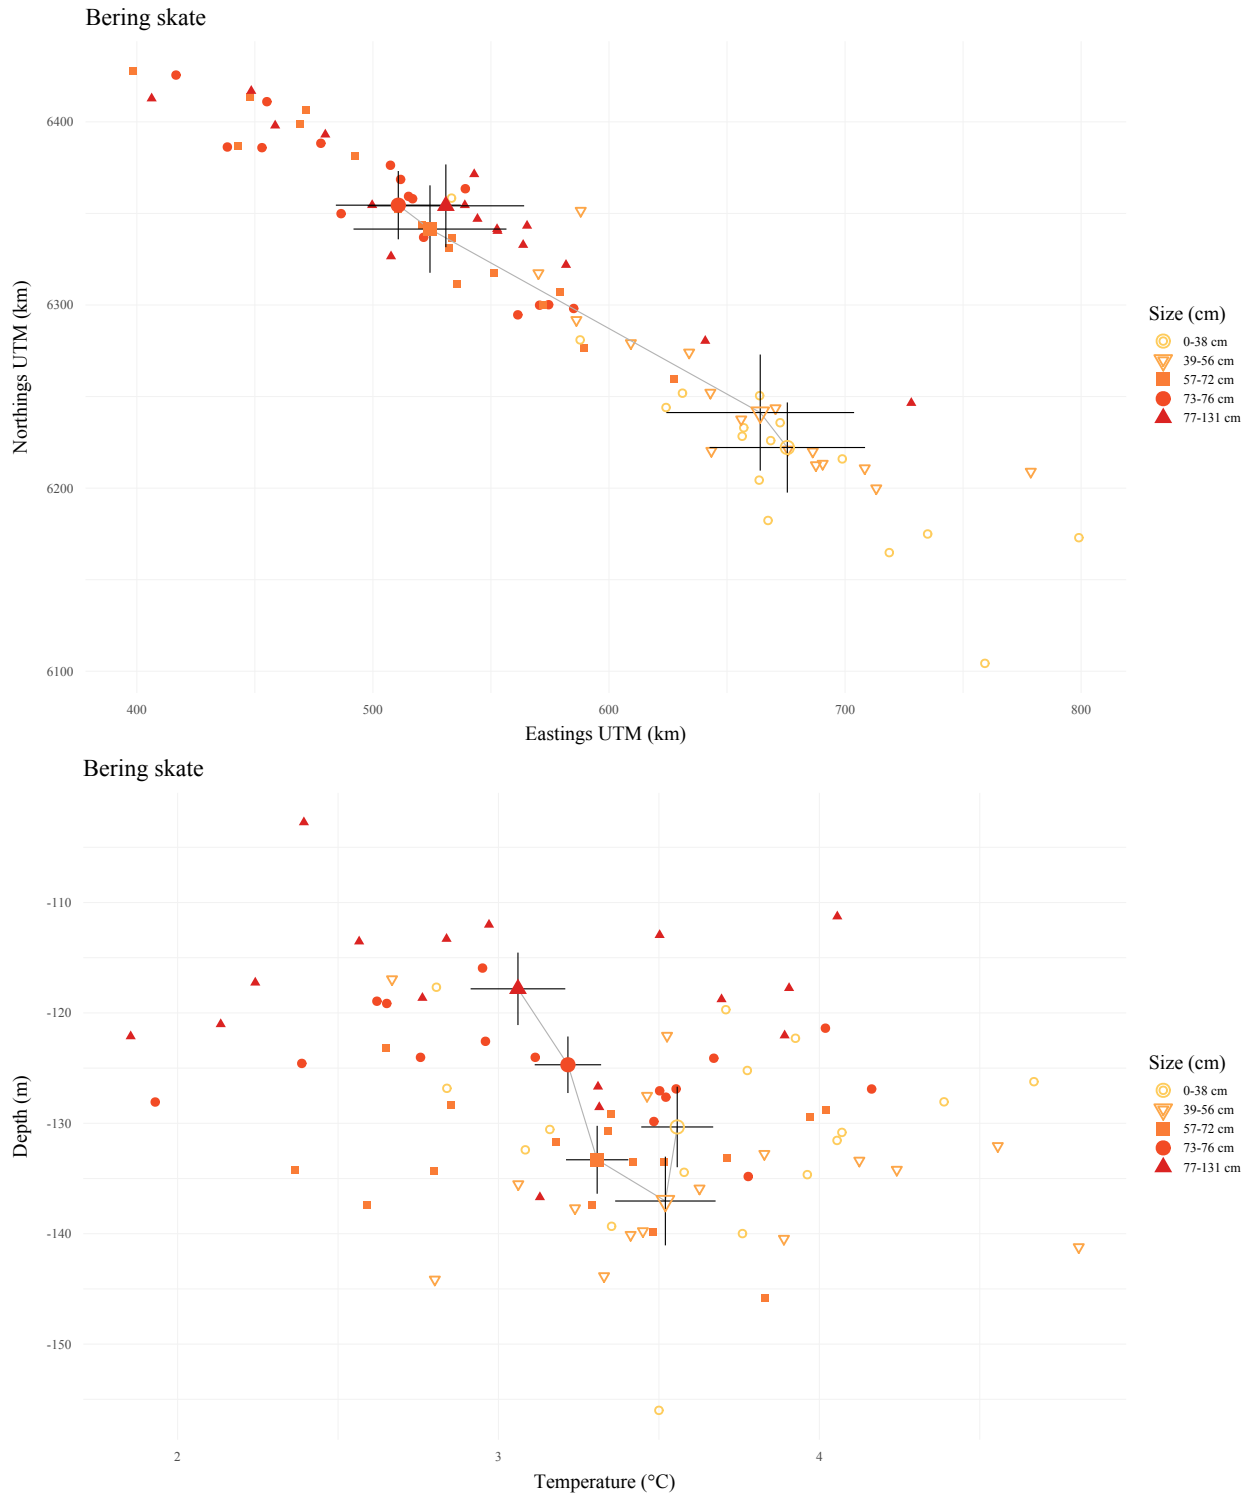 Bering skate
6400
6300
6200
6100
Northings UTM (km)
400 500 600 700 800
Eastings UTM (km)
Size (cm)
0-38 cm
39-56 cm
57-72 cm
73-76 cm
77-131 cm
Bering skate
-110
-120
-130
-140
-150
Depth (m)
2 3 4
Temperature (°C)
Size (cm)
0-38 cm
39-56 cm
57-72 cm
73-76 cm
77-131 cm